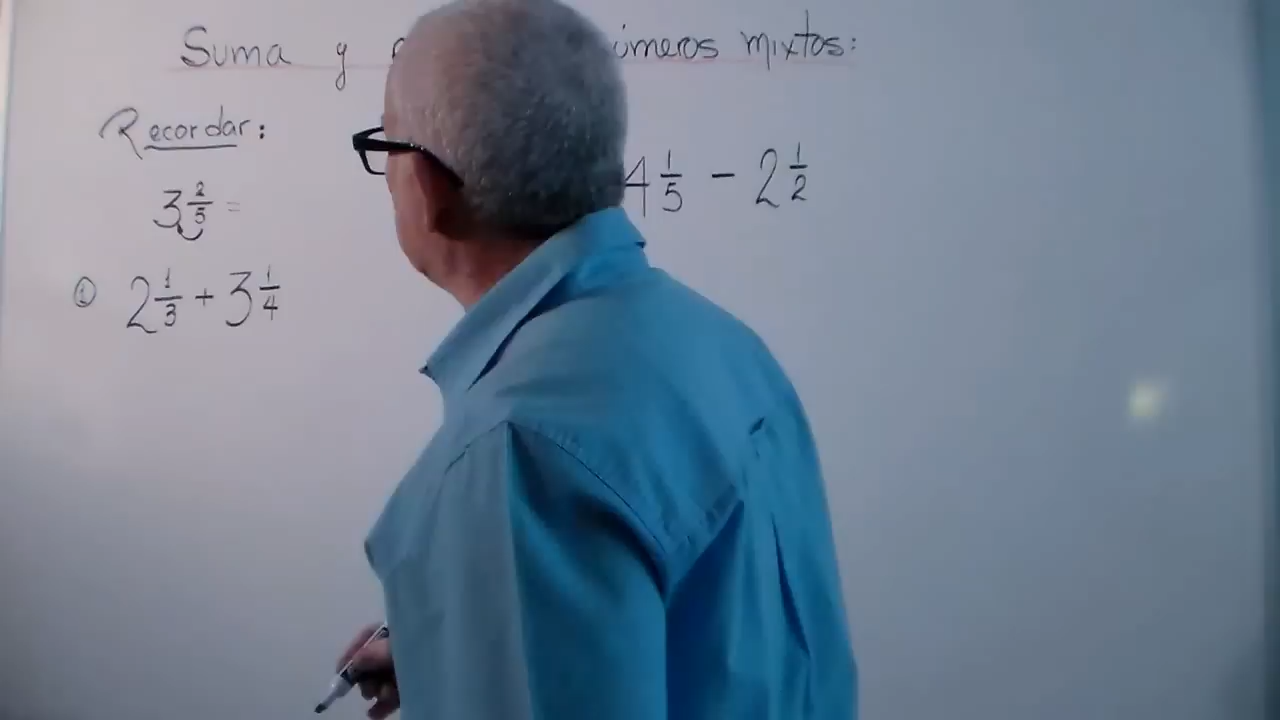 Suma y úmeros mixtos:
Recordar:
3 2/5 =
① 2 1/3 + 3 1/4
4 1/5 - 2 1/2